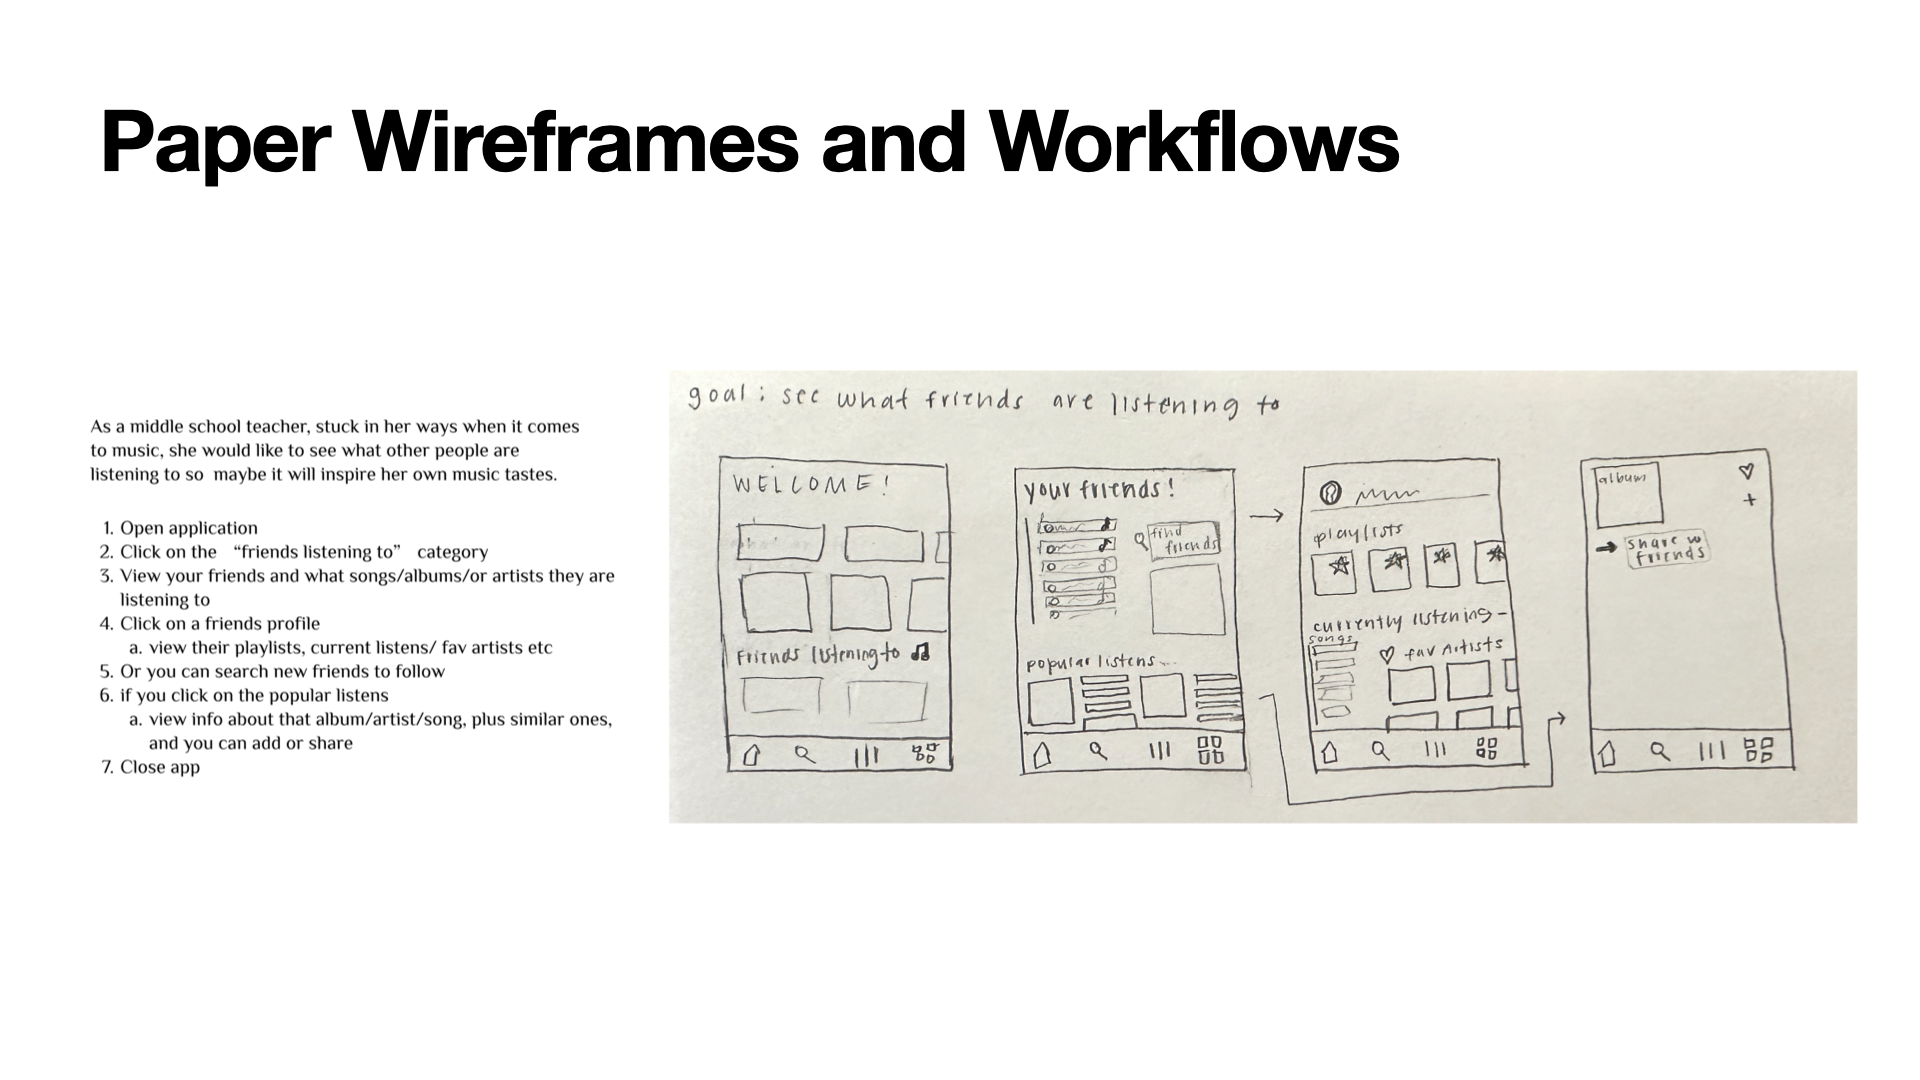 Paper Wireframes and Workflows
As a middle school teacher, stuck in her ways when it comes
to music, she would like to see what other people are
listening to so maybe it will inspire her own music tastes.
1. Open application
2. Click on the “friends listening to” category
3. View your friends and what songs/albums/or artists they are
listening to
4. Click on a friends profile
a. view their playlists, current listens/ fav artists etc
5. Or you can search new friends to follow
6. if you click on the popular listens
a. view info about that album/artist/song, plus similar ones,
and you can add or share
7. Close app
goal: see what friends are listening to
WELCOME!
Friends listening to
your friends!
find
friends
popular listens...
playlists
currently listening -
songs
fav Artists
album
+
share w
friends